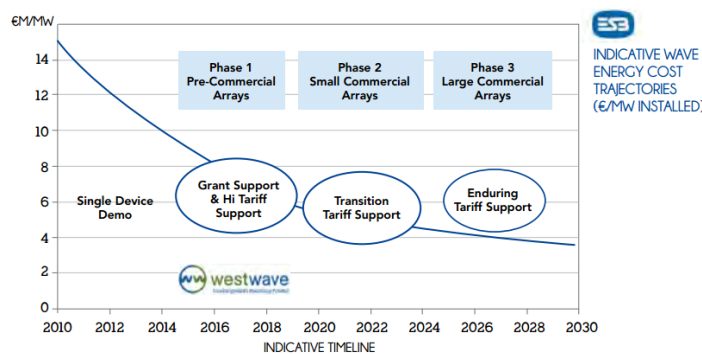 €M/MW
14
12
10
8
6
4
2
0
2010
2012
2014
2016
2018
2020
2022
2024
2026
2028
2030
INDICATIVE TIMELINE
Phase 1
Pre-Commercial
Arrays
Phase 2
Small Commercial
Arrays
Phase 3
Large Commercial
Arrays
Single Device
Demo
Grant Support
& Hi Tariff
Support
Transition
Tariff Support
Enduring
Tariff Support
westwave
ESB
INDICATIVE WAVE
ENERGY COST
TRAJECTORIES
(€/MW INSTALLED)